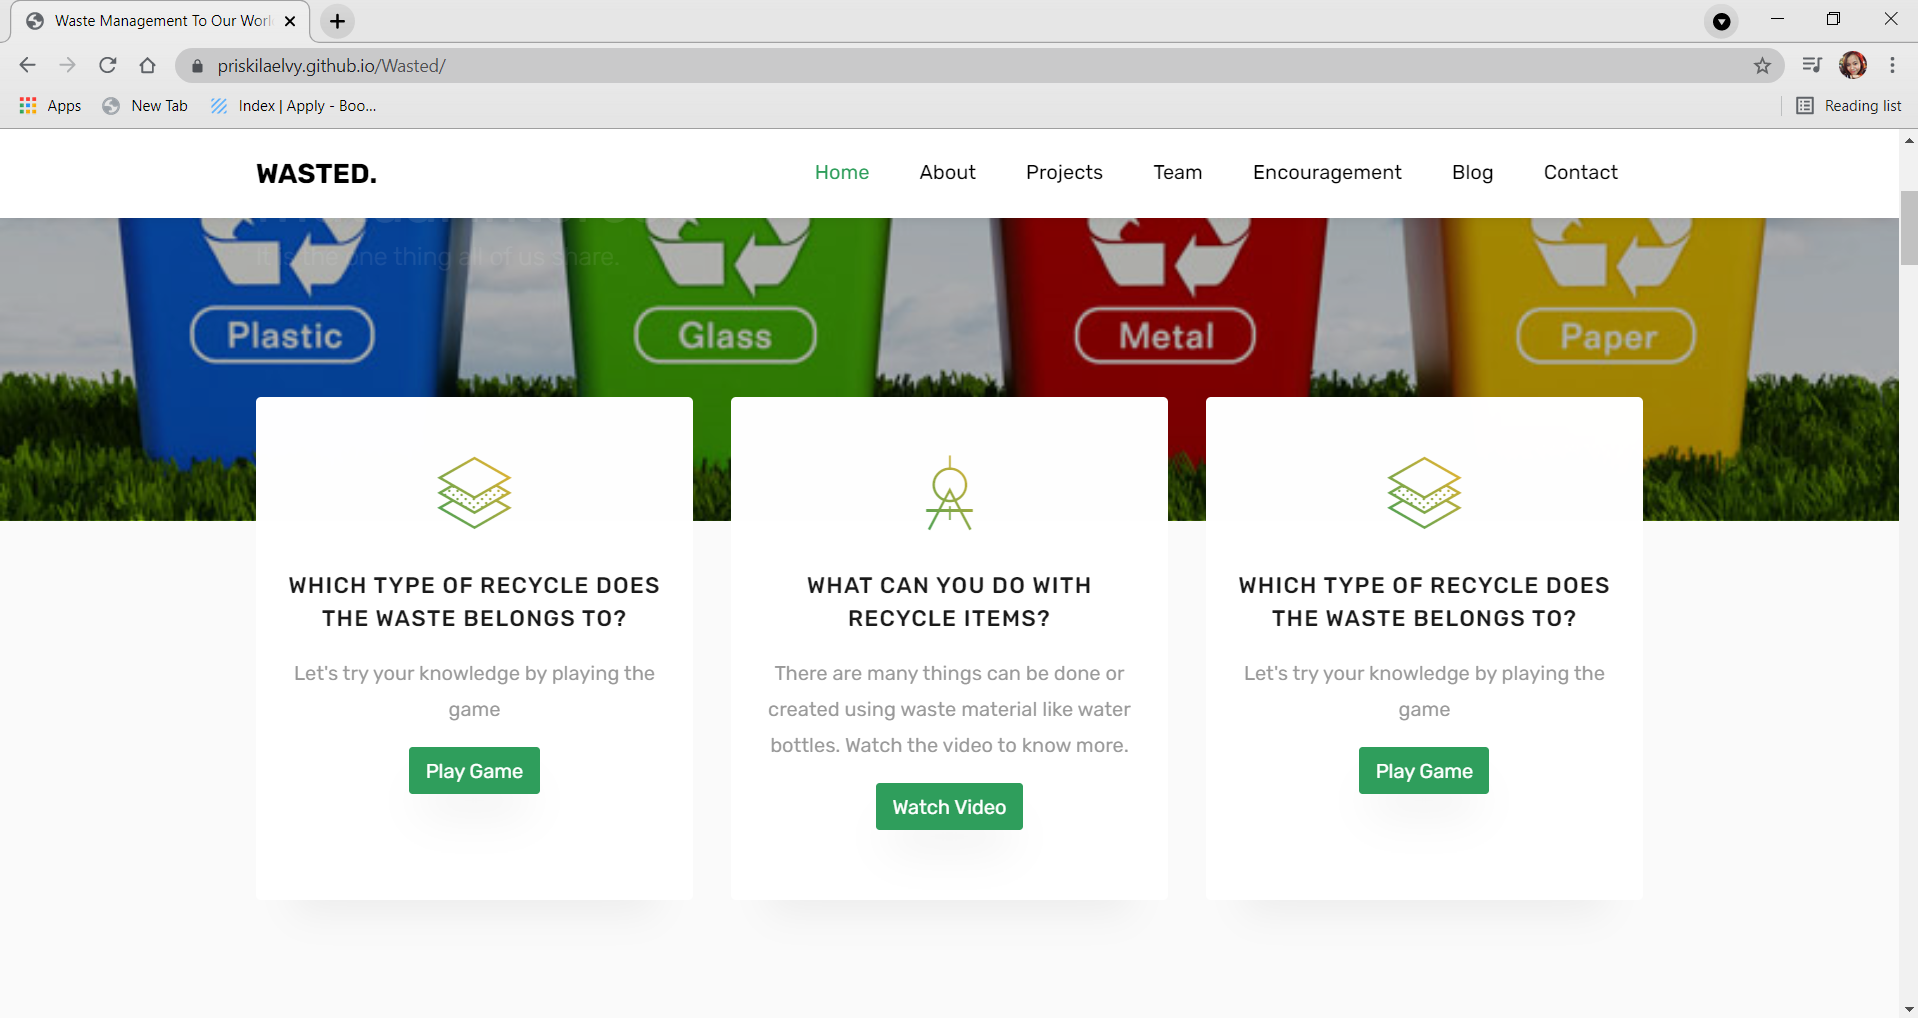 Waste Management To Our Worl
priskilaelvy.github.io/Wasted/
Apps
New Tab
Index | Apply - Boo...
Reading list
WASTED.
Home
About
Projects
Team
Encouragement
Blog
Contact
It is the one thing all of us share.
Plastic
Glass
Metal
Paper
WHICH TYPE OF RECYCLE DOES
THE WASTE BELONGS TO?
Let's try your knowledge by playing the
game
Play Game
WHAT CAN YOU DO WITH
RECYCLE ITEMS?
There are many things can be done or
created using waste material like water
bottles. Watch the video to know more.
Watch Video
WHICH TYPE OF RECYCLE DOES
THE WASTE BELONGS TO?
Let's try your knowledge by playing the
game
Play Game